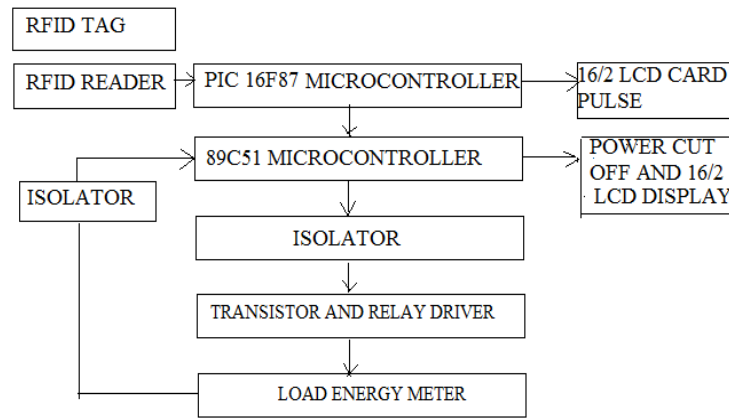 RFID TAG
RFID READER
PIC 16F87 MICROCONTROLLER
16/2 LCD CARD
PULSE
89C51 MICROCONTROLLER
POWER CUT
OFF AND 16/2
LCD DISPLAY
ISOLATOR
ISOLATOR
TRANSISTOR AND RELAY DRIVER
LOAD ENERGY METER